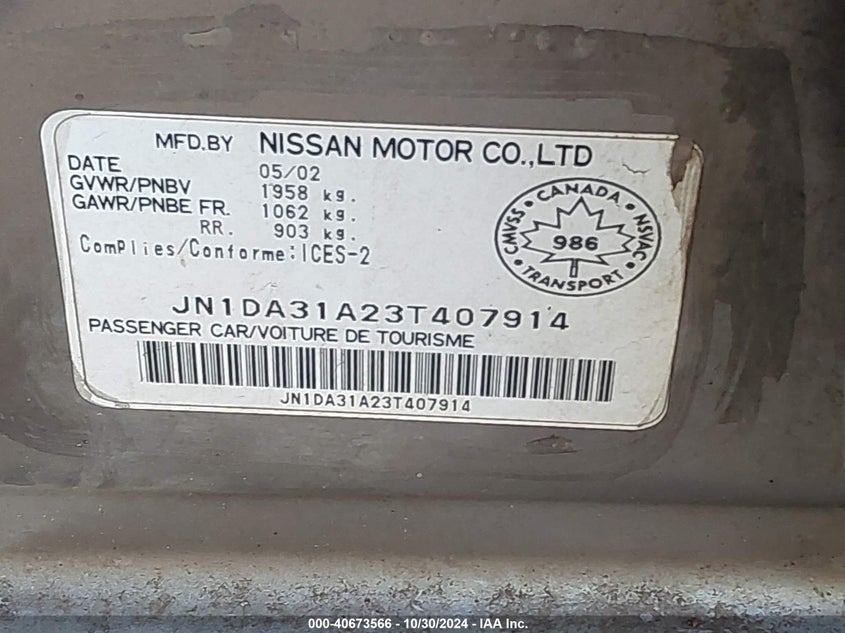 MFD.BY NISSAN MOTOR CO.,LTD
DATE 05/02
GVWR/PNBV 1958 kg.
GAWR/PNBE FR. 1062 kg.
RR. 903 kg.
ComPlies/Conforme:ICES-2
CANADA
CMVSS 986 NSVAC
TRANSPORT
JN1DA31A23T407914
PASSENGER CAR/VOITURE DE TOURISME
JN1DA31A23T407914
000-40673566 - 10/30/2024 - IAA Inc.